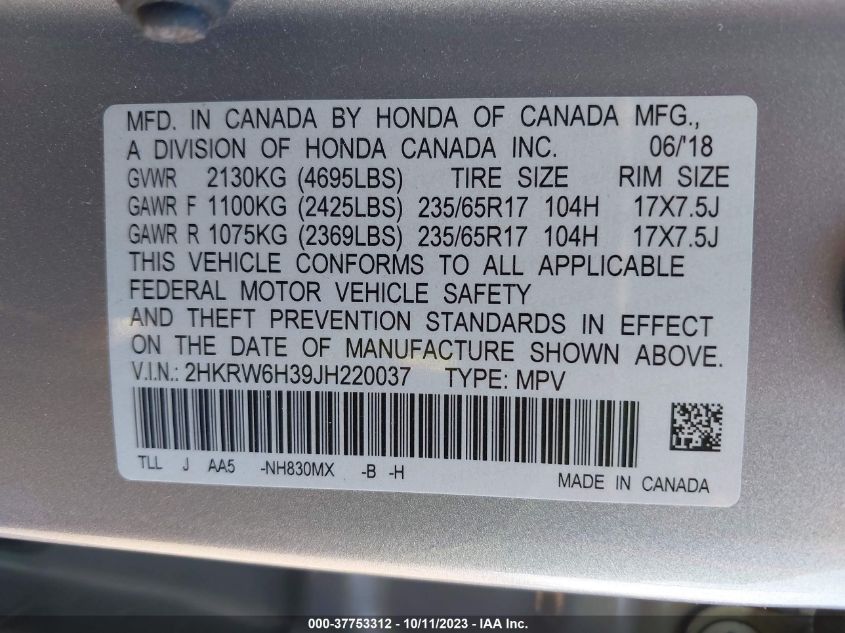 MFD. IN CANADA BY HONDA OF CANADA MFG.,
A DIVISION OF HONDA CANADA INC. 06/'18
GVWR 2130KG (4695LBS) TIRE SIZE RIM SIZE
GAWR F 1100KG (2425LBS) 235/65R17 104H 17X7.5J
GAWR R 1075KG (2369LBS) 235/65R17 104H 17X7.5J
THIS VEHICLE CONFORMS TO ALL APPLICABLE
FEDERAL MOTOR VEHICLE SAFETY
AND THEFT PREVENTION STANDARDS IN EFFECT
ON THE DATE OF MANUFACTURE SHOWN ABOVE.
V.I.N.: 2HKRW6H39JH220037 TYPE: MPV
TLL J AA5 -NH830MX -B -H
MADE IN CANADA
000-37753312 - 10/11/2023 - IAA Inc.